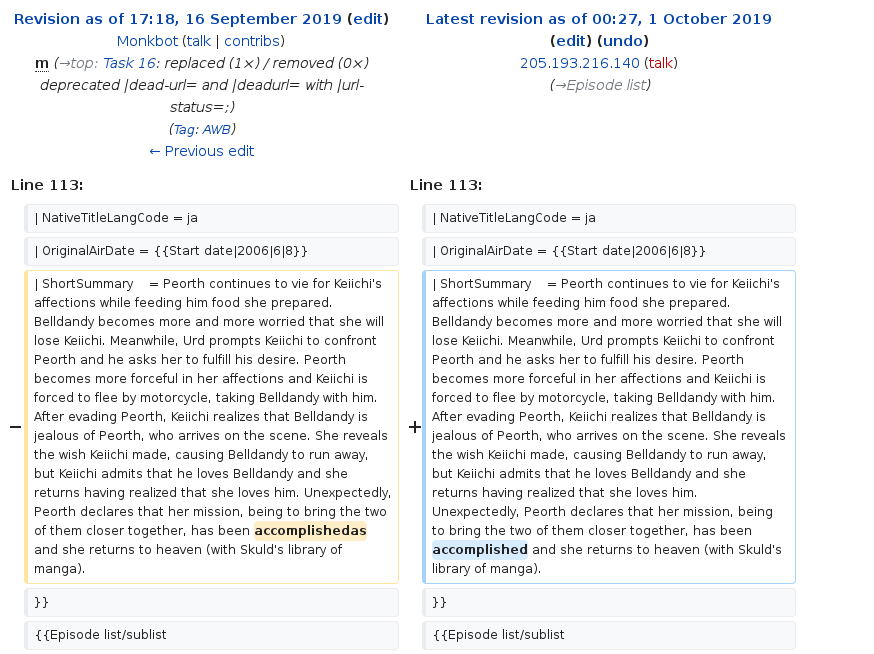 Revision as of 17:18, 16 September 2019 (edit)
Monkbot (talk | contribs)
m (→top: Task 16: replaced (1×) / removed (0×)
deprecated |dead-url= and |deadurl= with |url-
status=;)
(Tag: AWB)
← Previous edit
Latest revision as of 00:27, 1 October 2019
(edit) (undo)
205.193.216.140 (talk)
(→Episode list)
Line 113:
| NativeTitleLangCode = ja
| OriginalAirDate = {{Start date|2006|6|8}}
| ShortSummary = Peorth continues to vie for Keiichi's
affections while feeding him food she prepared.
Belldandy becomes more and more worried that she will
lose Keiichi. Meanwhile, Urd prompts Keiichi to confront
Peorth and he asks her to fulfill his desire. Peorth
becomes more forceful in her affections and Keiichi is
forced to flee by motorcycle, taking Belldandy with him.
After evading Peorth, Keiichi realizes that Belldandy is
− jealous of Peorth, who arrives on the scene. She reveals
the wish Keiichi made, causing Belldandy to run away,
but Keiichi admits that he loves Belldandy and she
returns having realized that she loves him. Unexpectedly,
Peorth declares that her mission, being to bring the two
of them closer together, has been accomplishedas
and she returns to heaven (with Skuld's library of
manga).
}}
{{Episode list/sublist
Line 113:
| NativeTitleLangCode = ja
| OriginalAirDate = {{Start date|2006|6|8}}
| ShortSummary = Peorth continues to vie for Keiichi's
affections while feeding him food she prepared.
Belldandy becomes more and more worried that she will
lose Keiichi. Meanwhile, Urd prompts Keiichi to confront
Peorth and he asks her to fulfill his desire. Peorth
becomes more forceful in her affections and Keiichi is
forced to flee by motorcycle, taking Belldandy with him.
After evading Peorth, Keiichi realizes that Belldandy is
+ jealous of Peorth, who arrives on the scene. She reveals
the wish Keiichi made, causing Belldandy to run away,
but Keiichi admits that he loves Belldandy and she
returns having realized that she loves him.
Unexpectedly, Peorth declares that her mission, being
to bring the two of them closer together, has been
accomplished and she returns to heaven (with Skuld's
library of manga).
}}
{{Episode list/sublist